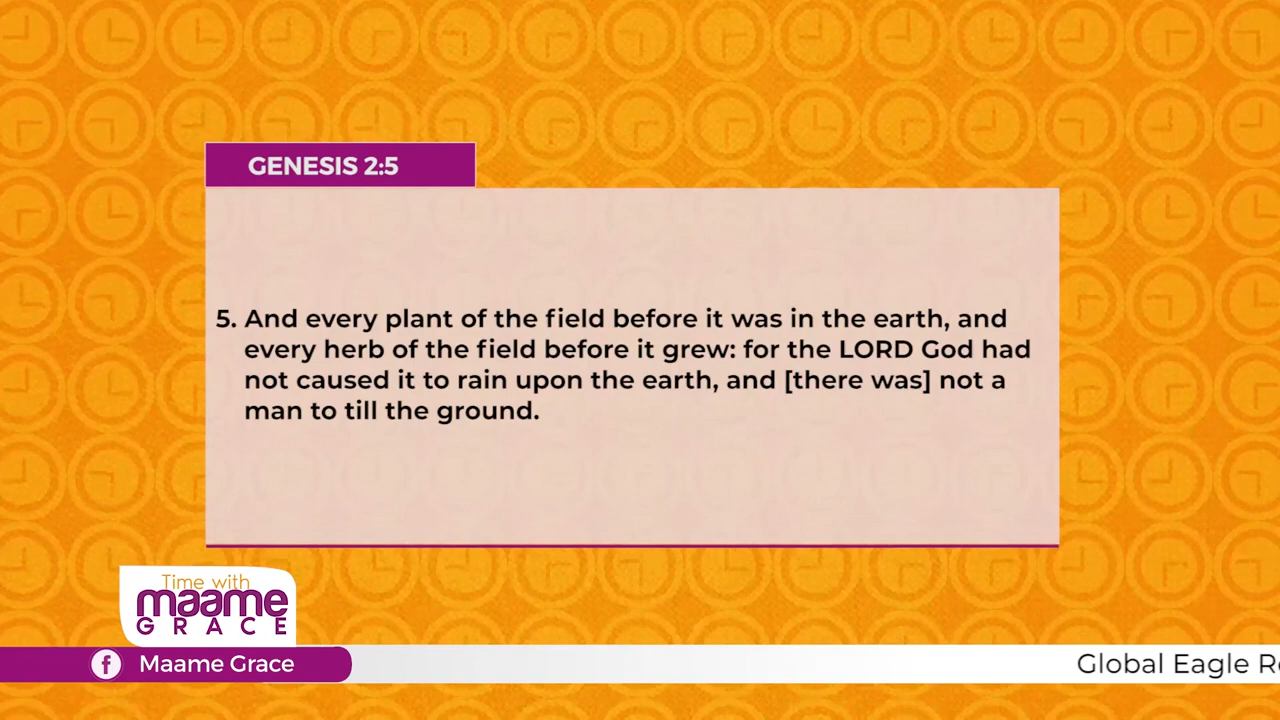 GENESIS 2:5
5. And every plant of the field before it was in the earth, and
every herb of the field before it grew: for the LORD God had
not caused it to rain upon the earth, and [there was] not a
man to till the ground.
Time with
maame
GRACE
Maame Grace
Global Eagle